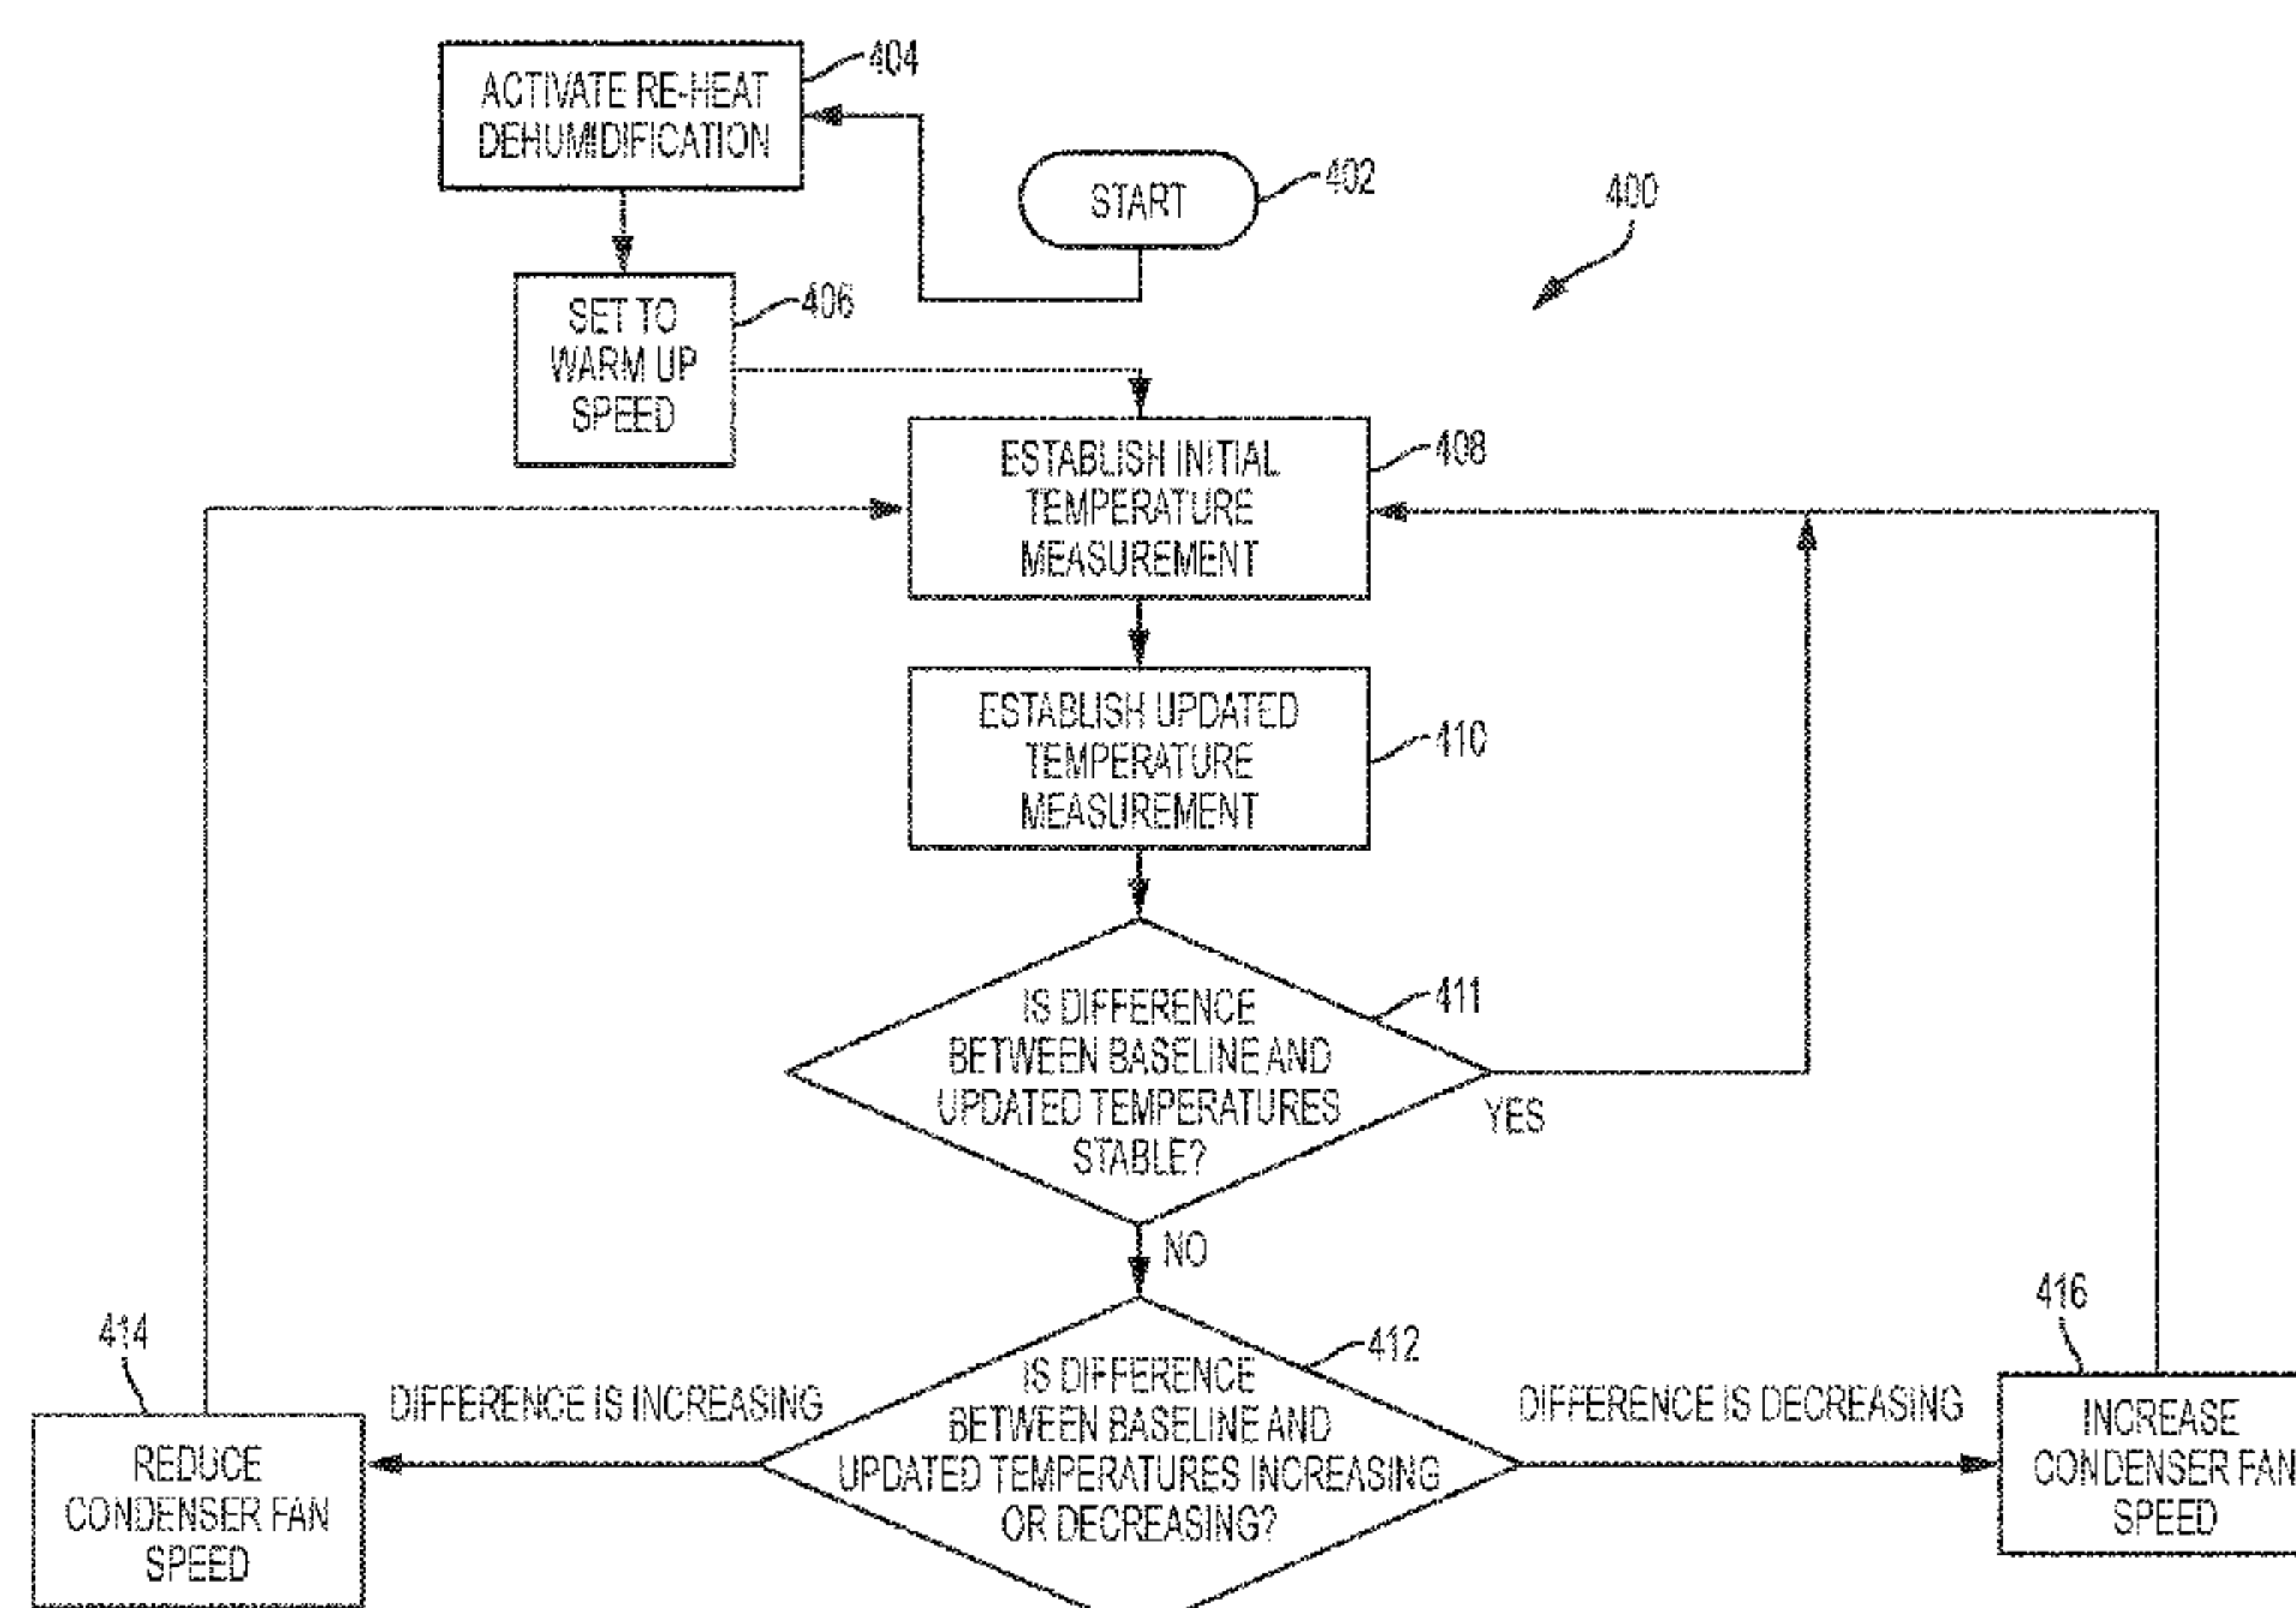 404
ACTIVATE RE-HEAT
DEHUMIDIFICATION
START
402
400
406
SET TO
WARM UP
SPEED
408
ESTABLISH INITIAL
TEMPERATURE
MEASUREMENT
ESTABLISH UPDATED
TEMPERATURE
MEASUREMENT
410
411
IS DIFFERENCE
BETWEEN BASELINE AND
UPDATED TEMPERATURES
STABLE?
YES
NO
414
412
416
IS DIFFERENCE
BETWEEN BASELINE AND
UPDATED TEMPERATURES INCREASING
OR DECREASING?
DIFFERENCE IS INCREASING
DIFFERENCE IS DECREASING
REDUCE
CONDENSER FAN
SPEED
INCREASE
CONDENSER FAN
SPEED